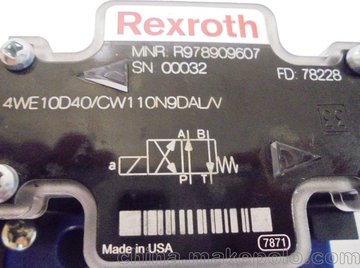 Rexroth
MNR: R978909607
SN 00032
FD: 78228
4WE10D40/CW110N9DAL/V
A B
a
P T
Made in USA
7871
china.makepolo.com